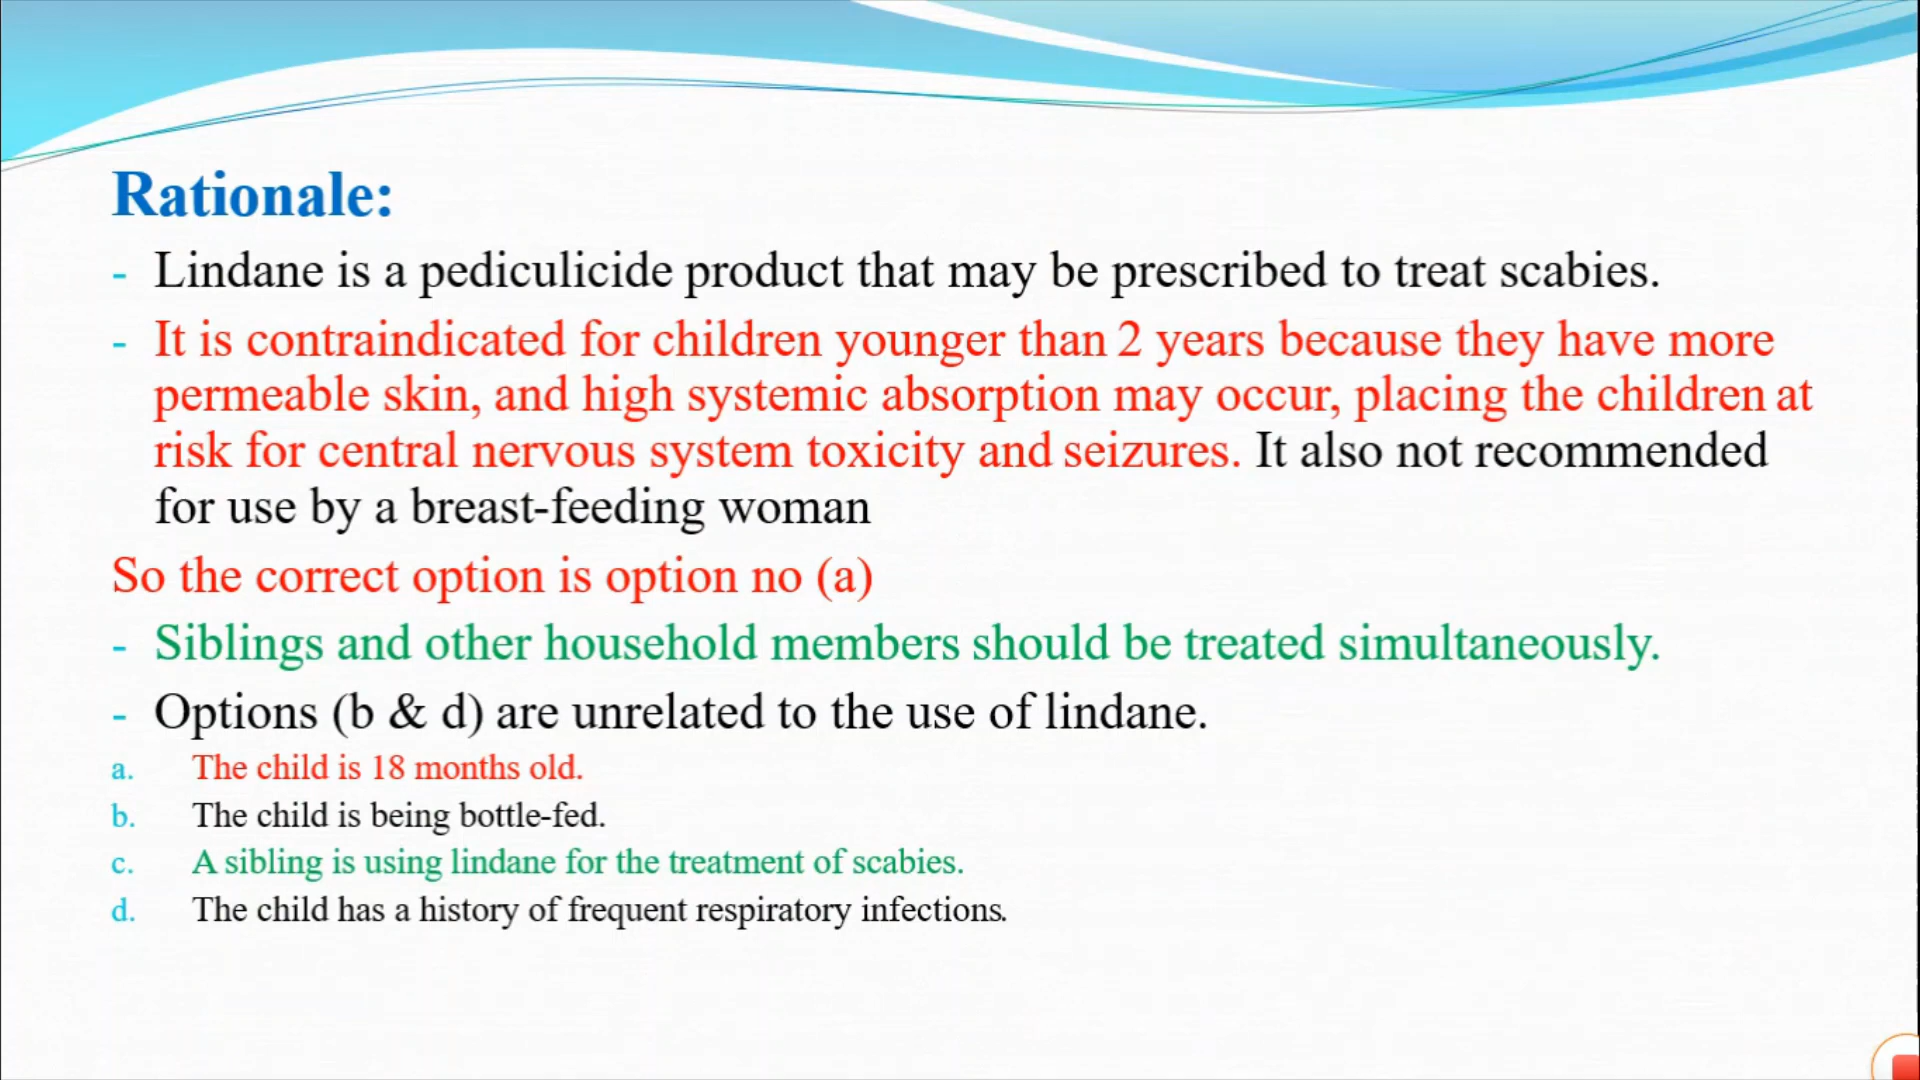 Rationale:
- Lindane is a pediculicide product that may be prescribed to treat scabies.
- It is contraindicated for children younger than 2 years because they have more
permeable skin, and high systemic absorption may occur, placing the children at
risk for central nervous system toxicity and seizures. It also not recommended
for use by a breast-feeding woman
So the correct option is option no (a)
- Siblings and other household members should be treated simultaneously.
- Options (b & d) are unrelated to the use of lindane.
a. The child is 18 months old.
b. The child is being bottle-fed.
c. A sibling is using lindane for the treatment of scabies.
d. The child has a history of frequent respiratory infections.